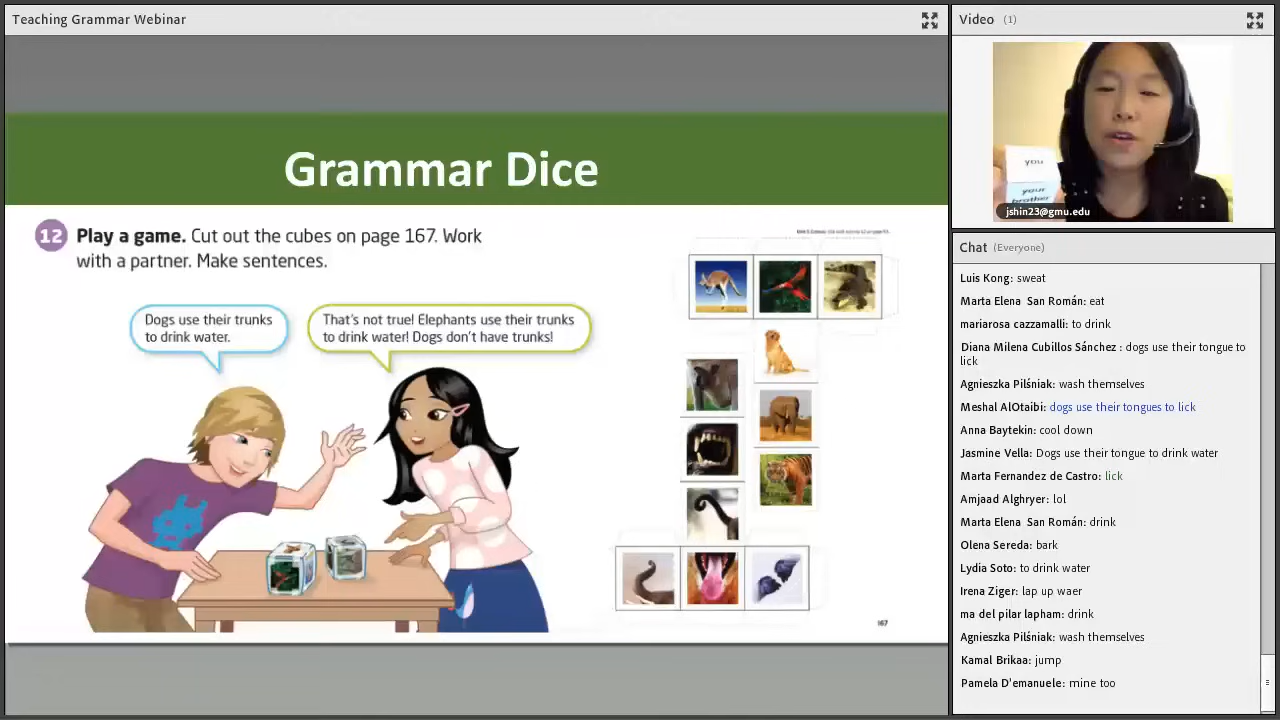 Teaching Grammar Webinar
Grammar Dice
12 Play a game. Cut out the cubes on page 167. Work
with a partner. Make sentences.
Dogs use their trunks
to drink water.
That's not true! Elephants use their trunks
to drink water! Dogs don't have trunks!
167
Video (1)
you
your
brother
jshin23@gmu.edu
Chat (Everyone)
Luis Kong: sweat
Marta Elena San Román: eat
mariarosa cazzamalli: to drink
Diana Milena Cubillos Sánchez : dogs use their tongue to
lick
Agnieszka Pilśniak: wash themselves
Meshal AlOtaibi: dogs use their tongues to lick
Anna Baytekin: cool down
Jasmine Vella: Dogs use their tongue to drink water
Marta Fernandez de Castro: lick
Amjaad Alghryer: lol
Marta Elena San Román: drink
Olena Sereda: bark
Lydia Soto: to drink water
Irena Ziger: lap up waer
ma del pilar lapham: drink
Agnieszka Pilśniak: wash themselves
Kamal Brikaa: jump
Pamela D'emanuele: mine too